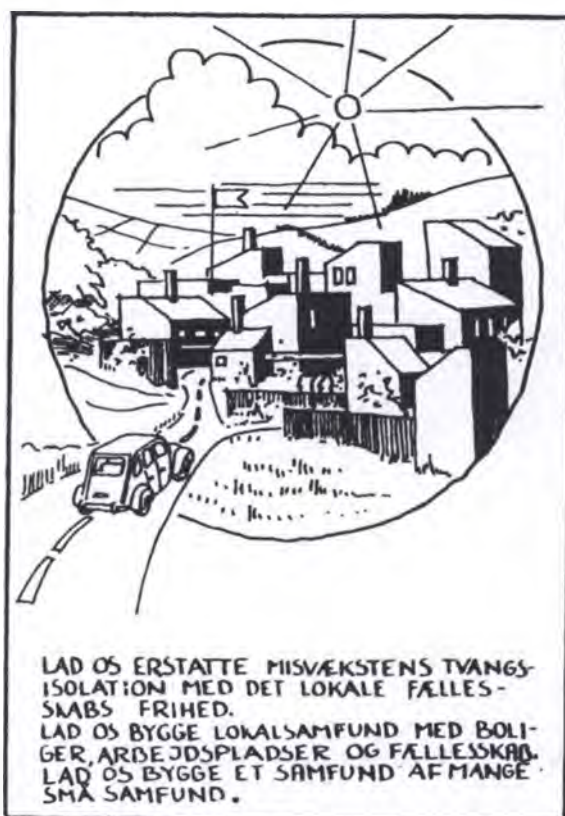 LAD OS ERSTATTE MISVÆKSTENS TVANGS-
ISOLATION MED DET LOKALE FÆLLES-
SKABS FRIHED.
LAD OS BYGGE LOKALSAMFUND MED BOLI-
GER, ARBEJDSPLADSER OG FÆLLESSKAB.
LAD OS BYGGE ET SAMFUND AF MANGE
SMÅ SAMFUND.